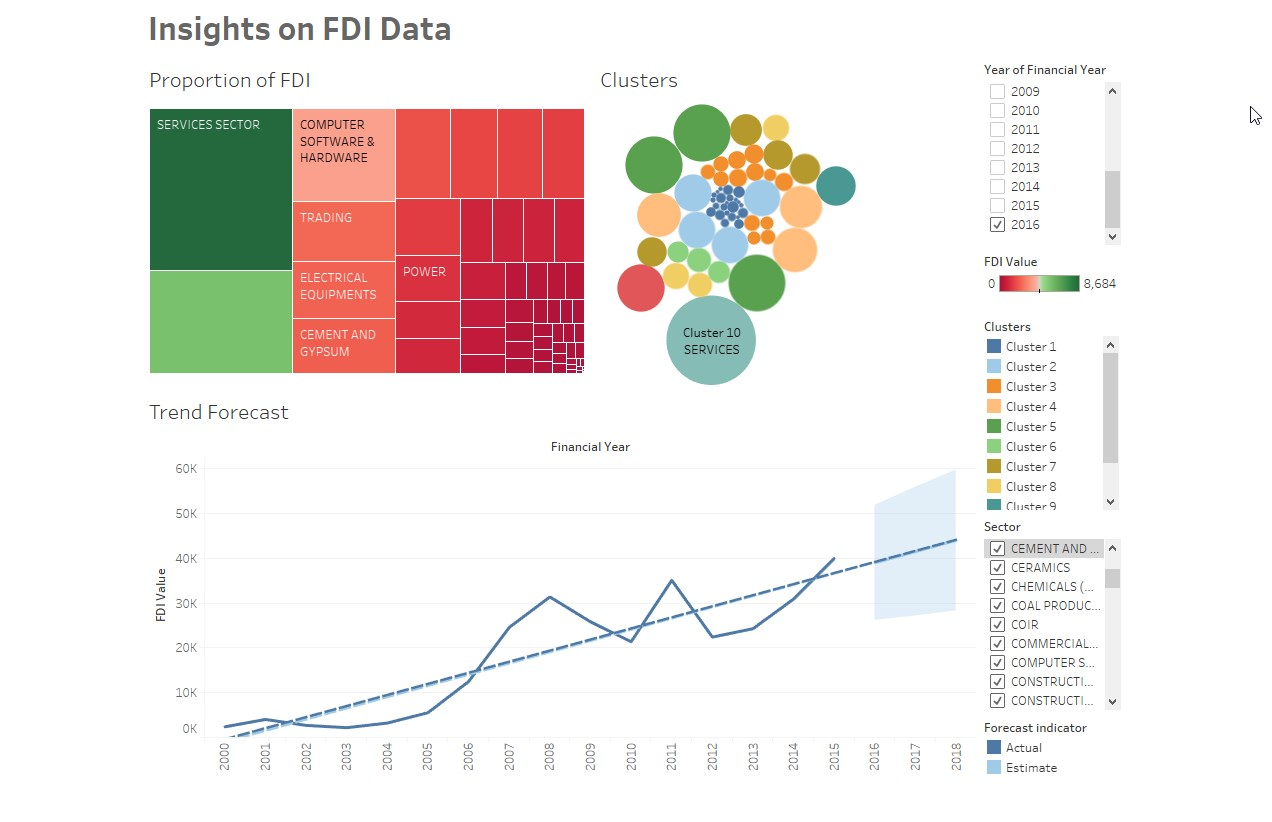 Insights on FDI Data
Proportion of FDI
SERVICES SECTOR
COMPUTER
SOFTWARE &
HARDWARE
TRADING
ELECTRICAL
EQUIPMENTS
CEMENT AND
GYPSUM
POWER
Clusters
Cluster 10
SERVICES
Year of Financial Year
2009
2010
2011
2012
2013
2014
2015
2016
FDI Value
0 8,684
Clusters
Cluster 1
Cluster 2
Cluster 3
Cluster 4
Cluster 5
Cluster 6
Cluster 7
Cluster 8
Cluster 9
Sector
CEMENT AND ...
CERAMICS
CHEMICALS (...
COAL PRODUC...
COIR
COMMERCIAL...
COMPUTER S...
CONSTRUCTI...
CONSTRUCTI...
Forecast indicator
Actual
Estimate
Trend Forecast
Financial Year
FDI Value
60K
50K
40K
30K
20K
10K
0K
2000 2001 2002 2003 2004 2005 2006 2007 2008 2009 2010 2011 2012 2013 2014 2015 2016 2017 2018